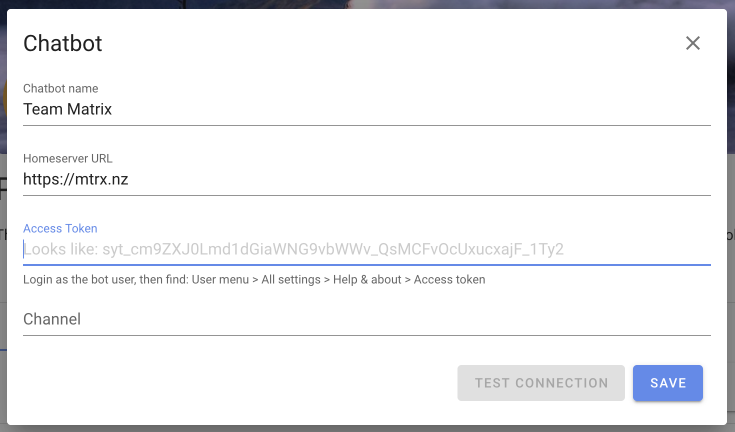 Chatbot
Chatbot name
Team Matrix
Homeserver URL
https://mtrx.nz
Access Token
Looks like: syt_cm9ZXJ0Lmd1dGiaWNG9vbWWv_QsMCFvOcUxucxajF_1Ty2
Login as the bot user, then find: User menu > All settings > Help & about > Access token
Channel
TEST CONNECTION
SAVE